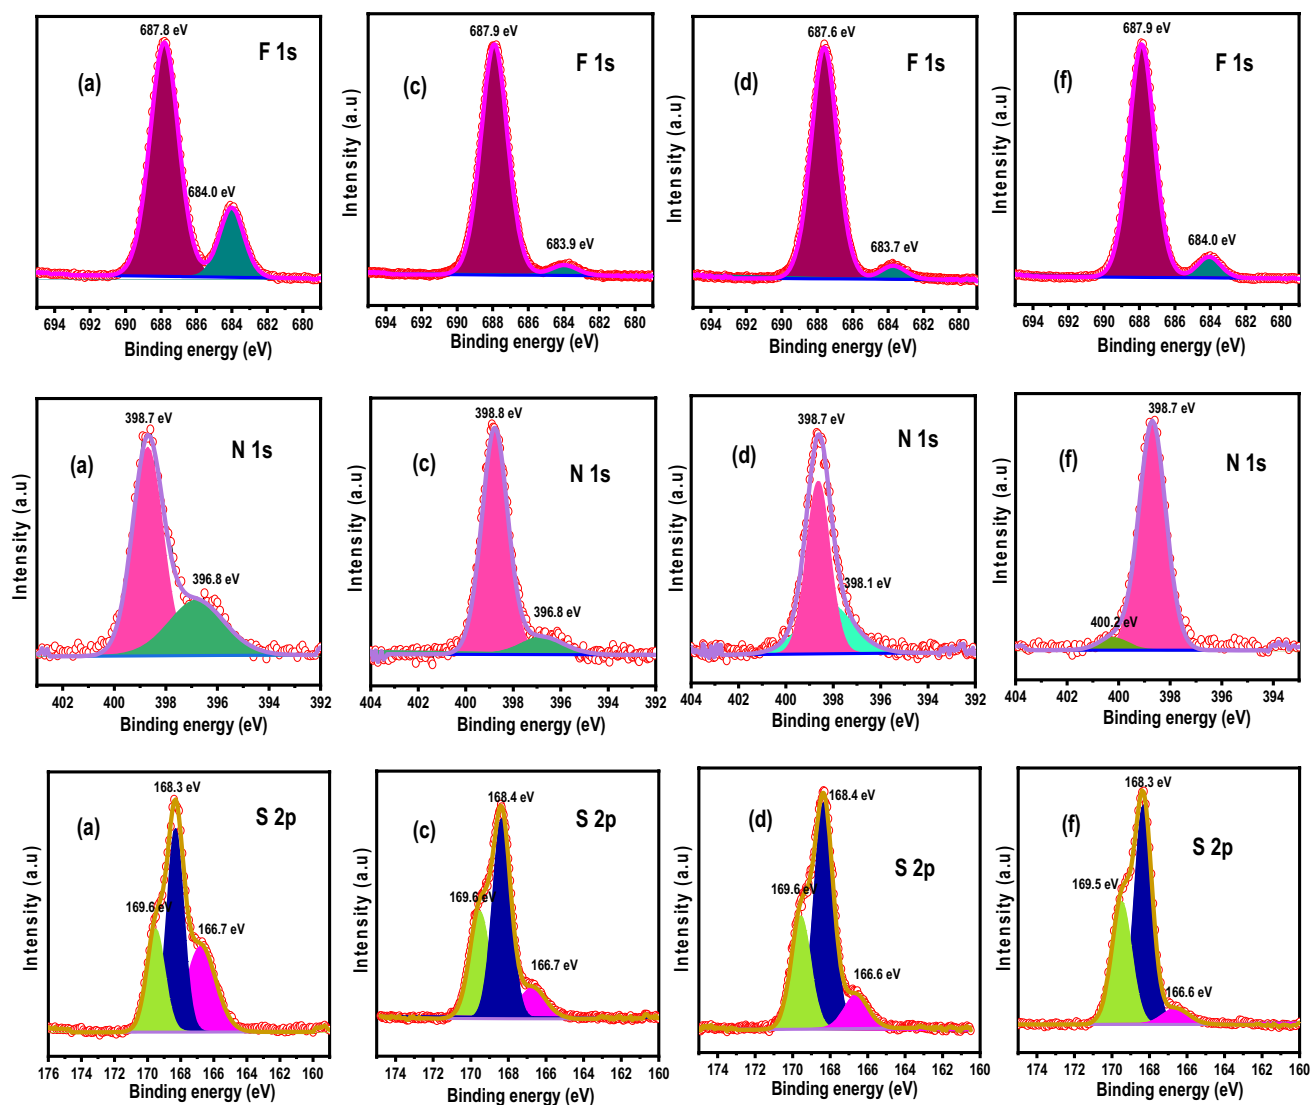 687.8 eV
F 1s
(a)
684.0 eV
694 692 690 688 686 684 682 680
Binding energy (eV)
687.9 eV
F 1s
(c)
683.9 eV
Intensity (a.u)
694 692 690 688 686 684 682 680
Binding energy (eV)
687.6 eV
F 1s
(d)
683.7 eV
Intensity (a.u)
694 692 690 688 686 684 682 680
Binding energy (eV)
687.9 eV
F 1s
(f)
684.0 eV
Intensity (a.u)
694 692 690 688 686 684 682 680
Binding energy (eV)
398.7 eV
N 1s
(a)
396.8 eV
Intensity (a.u)
402 400 398 396 394 392
Binding energy (eV)
398.8 eV
N 1s
(c)
396.8 eV
Intensity (a.u)
404 402 400 398 396 394 392
Binding energy (eV)
398.7 eV
N 1s
(d)
398.1 eV
Intensity (a.u)
404 402 400 398 396 394 392
Binding energy (eV)
398.7 eV
N 1s
(f)
400.2 eV
Intensity (a.u)
404 402 400 398 396 394
Binding energy (eV)
168.3 eV
S 2p
(a)
169.6 eV
166.7 eV
Intensity (a.u)
176 174 172 170 168 166 164 162 160
Binding energy (eV)
168.4 eV
S 2p
(c)
169.6 eV
166.7 eV
Intensity (a.u)
174 172 170 168 166 164 162 160
Binding energy (eV)
168.4 eV
S 2p
(d)
169.6 eV
166.6 eV
Intensity (a.u)
174 172 170 168 166 164 162 160
Binding energy (eV)
168.3 eV
S 2p
(f)
169.5 eV
166.6 eV
Intensity (a.u)
174 172 170 168 166 164 162 160
Binding energy (eV)